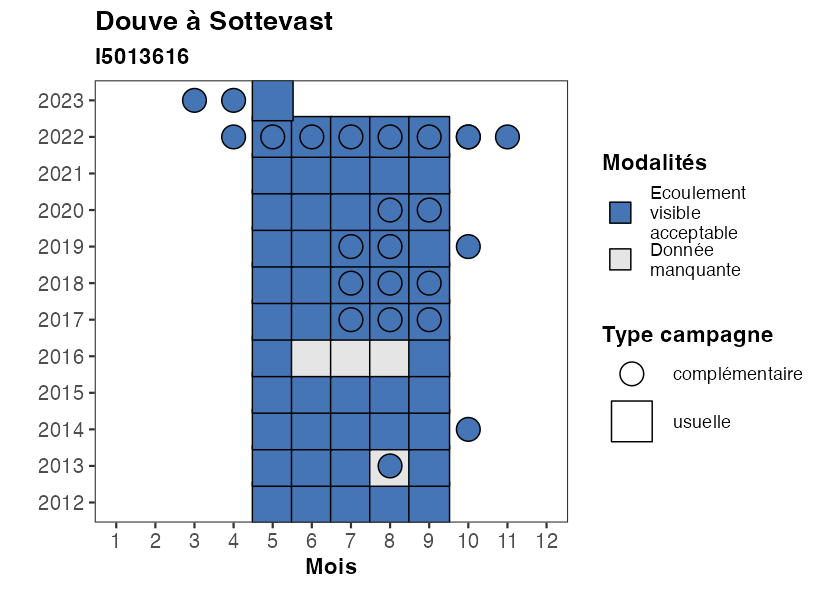 Douve à Sottevast
I5013616
2023
2022
2021
2020
2019
2018
2017
2016
2015
2014
2013
2012
1 2 3 4 5 6 7 8 9 10 11 12
Mois
Modalités
Ecoulement
visible
acceptable
Donnée
manquante
Type campagne
complémentaire
usuelle